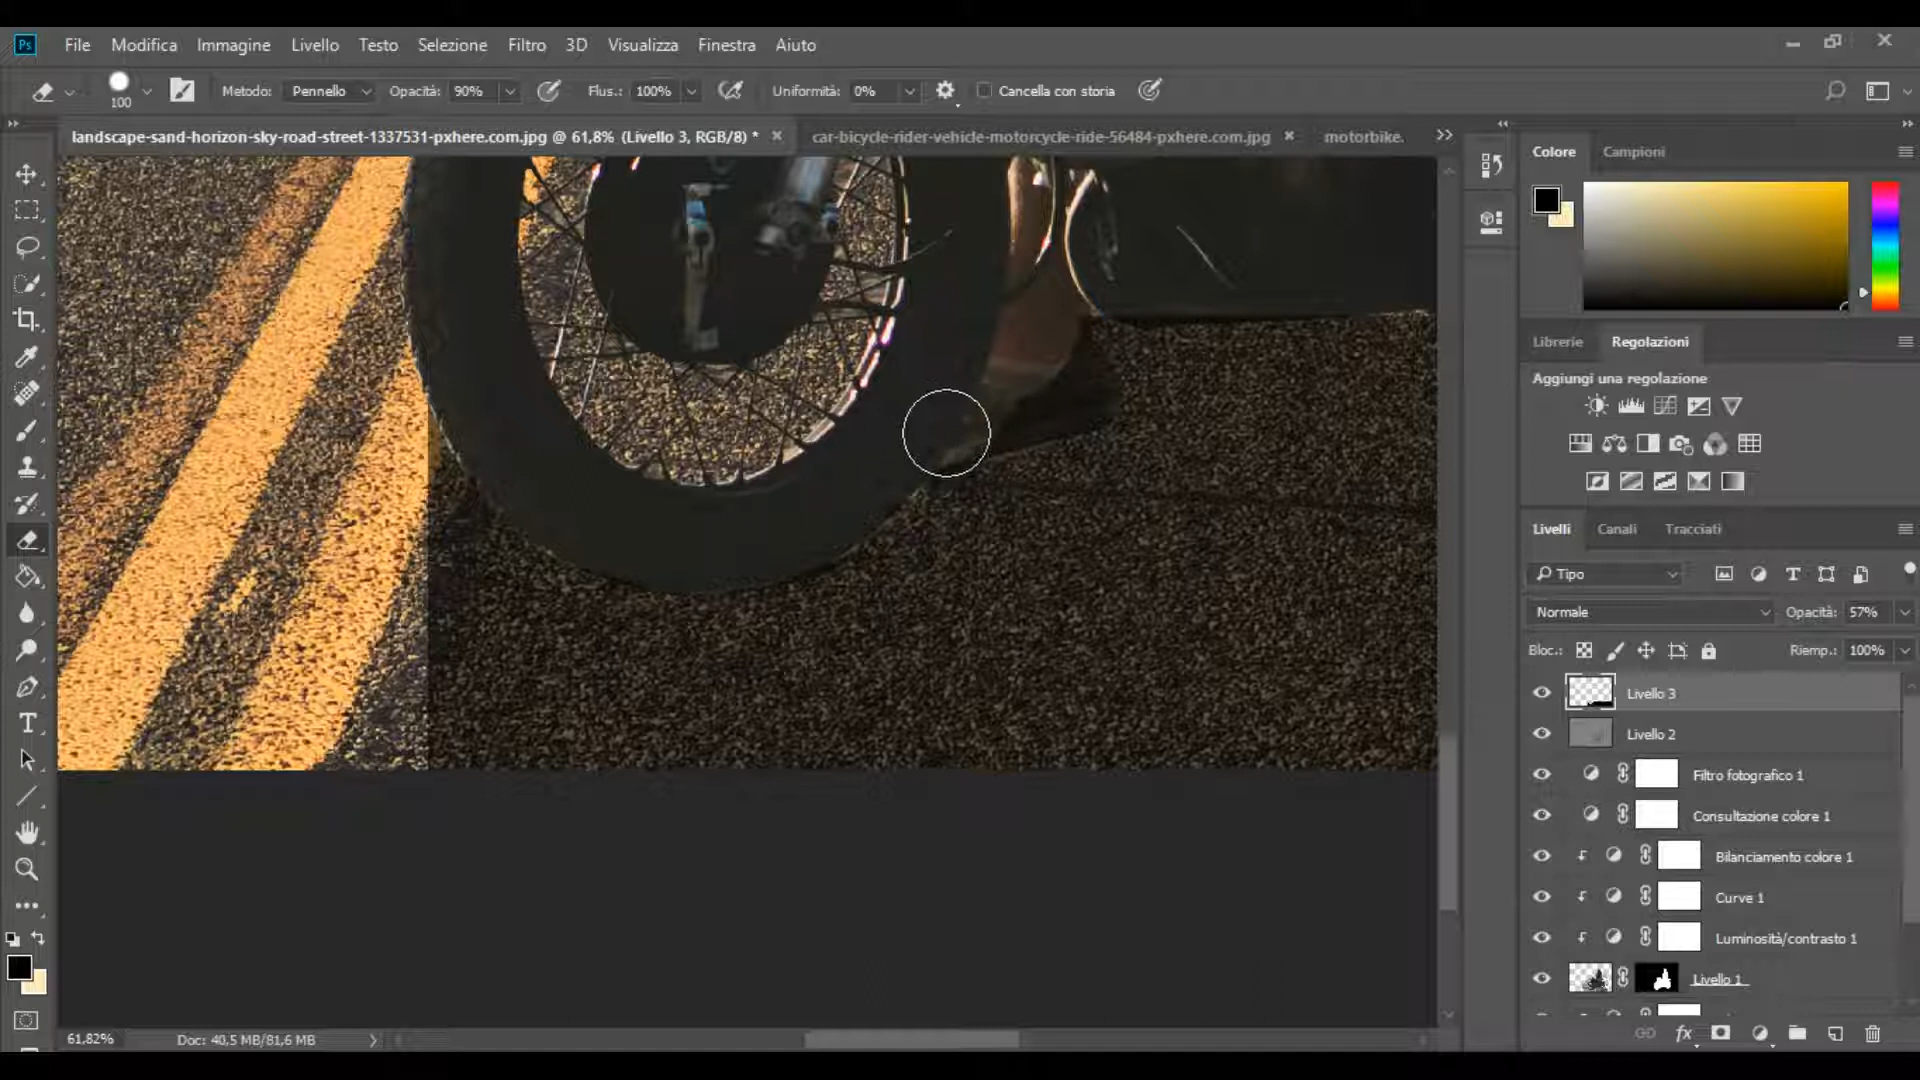 Ps File Modifica Immagine Livello Testo Selezione Filtro 3D Visualizza Finestra Aiuto
100 Metodo: Pennello Opacità: 90% Flus.: 100% Uniformità: 0% Cancella con storia
landscape-sand-horizon-sky-road-street-1337531-pxhere.com.jpg @ 61,8% (Livello 3, RGB/8) * car-bicycle-rider-vehicle-motorcycle-ride-56484-pxhere.com.jpg motorbike.
Colore Campioni
Librerie Regolazioni
Aggiungi una regolazione
Livelli Canali Tracciati
Tipo
Normale Opacità: 57%
Bloc.: Riemp.: 100%
Livello 3
Livello 2
Filtro fotografico 1
Consultazione colore 1
Bilanciamento colore 1
Curve 1
Luminosità/contrasto 1
Livello 1
61,82% Doc: 40,5 MB/81,6 MB
fx